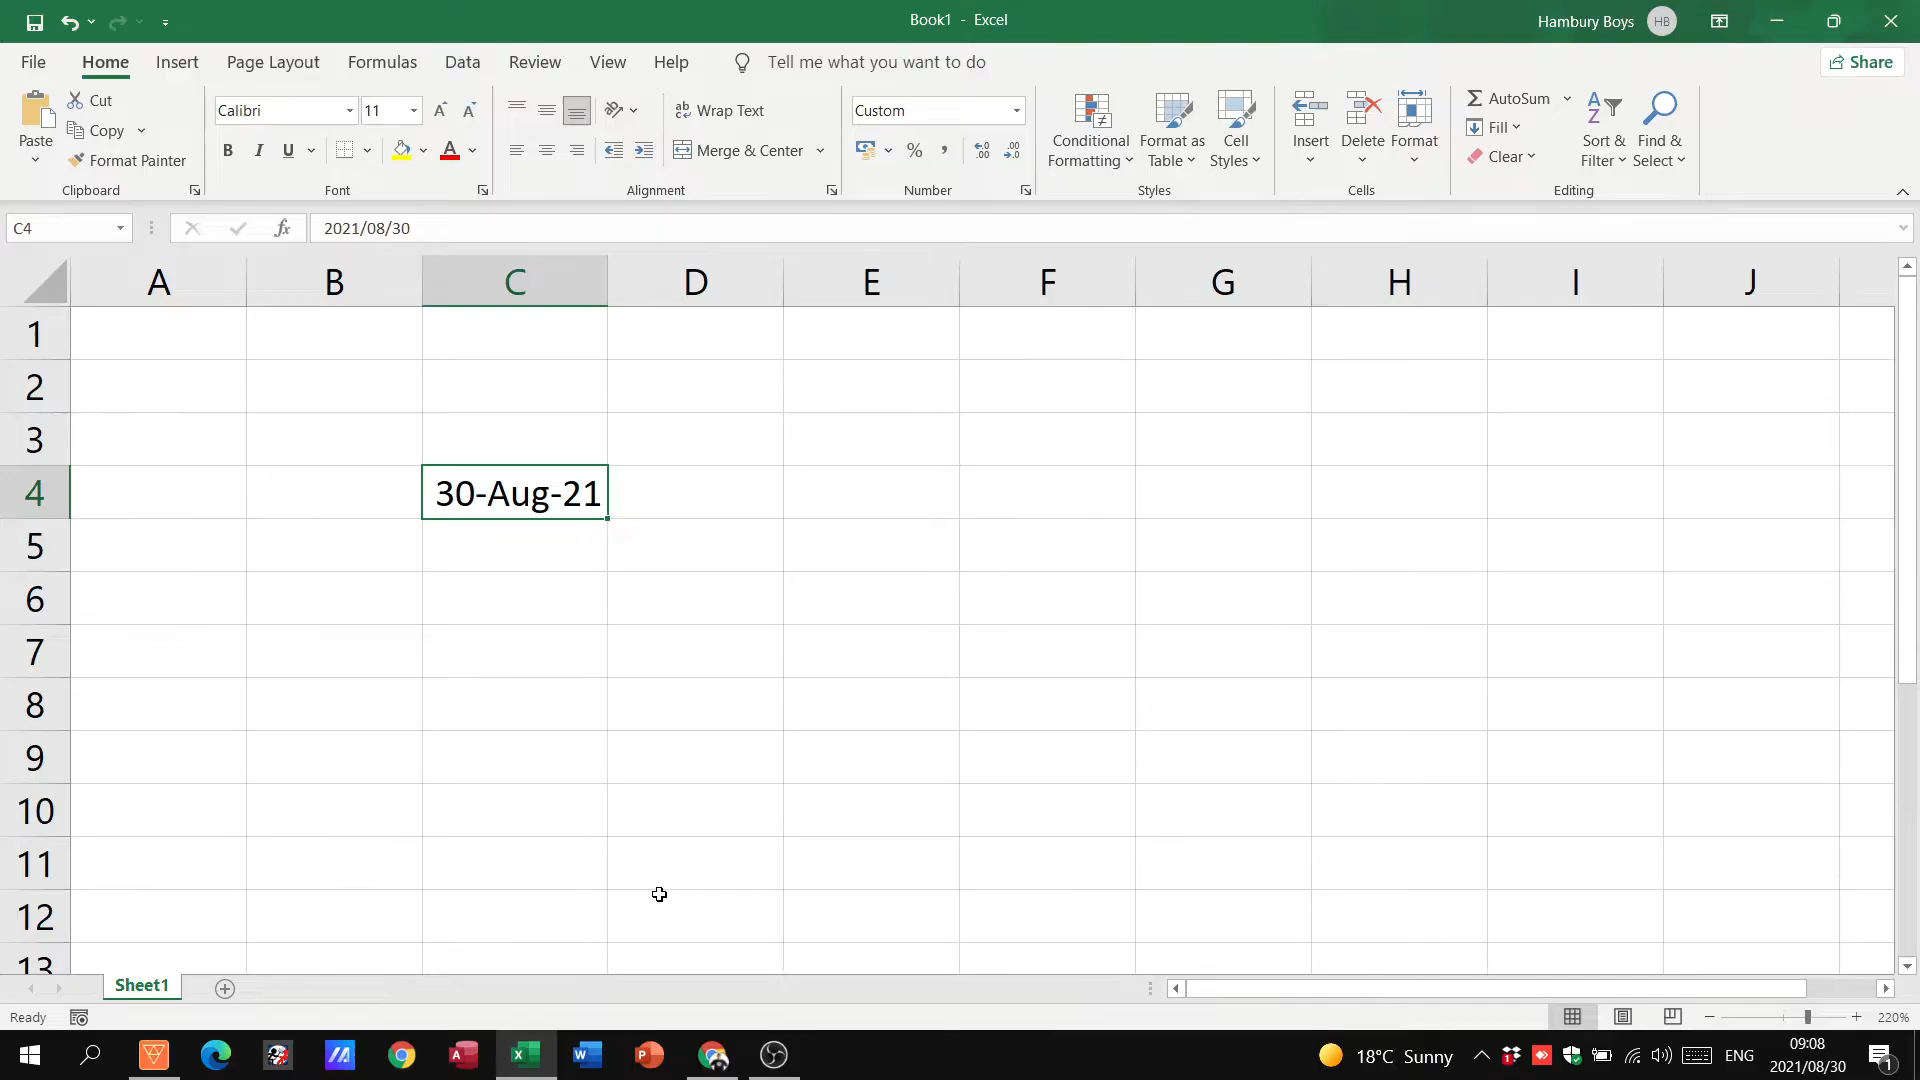 Book1 - Excel
Hambury Boys HB
File Home Insert Page Layout Formulas Data Review View Help Tell me what you want to do Share
Paste
Cut
Copy
Format Painter
Clipboard
Calibri 11
A A
B I U A
Font
ab Wrap Text
Merge & Center
Alignment
Custom
% ,
Number
Conditional Formatting
Format as Table
Cell Styles
Styles
Insert Delete Format
Cells
AutoSum
Fill
Clear
Sort & Filter
Find & Select
Editing
C4 fx 2021/08/30
A B C D E F G H I J
1
2
3
4 30-Aug-21
5
6
7
8
9
10
11
12
13
Sheet1
Ready 220%
18°C Sunny ENG 09:08
2021/08/30
1